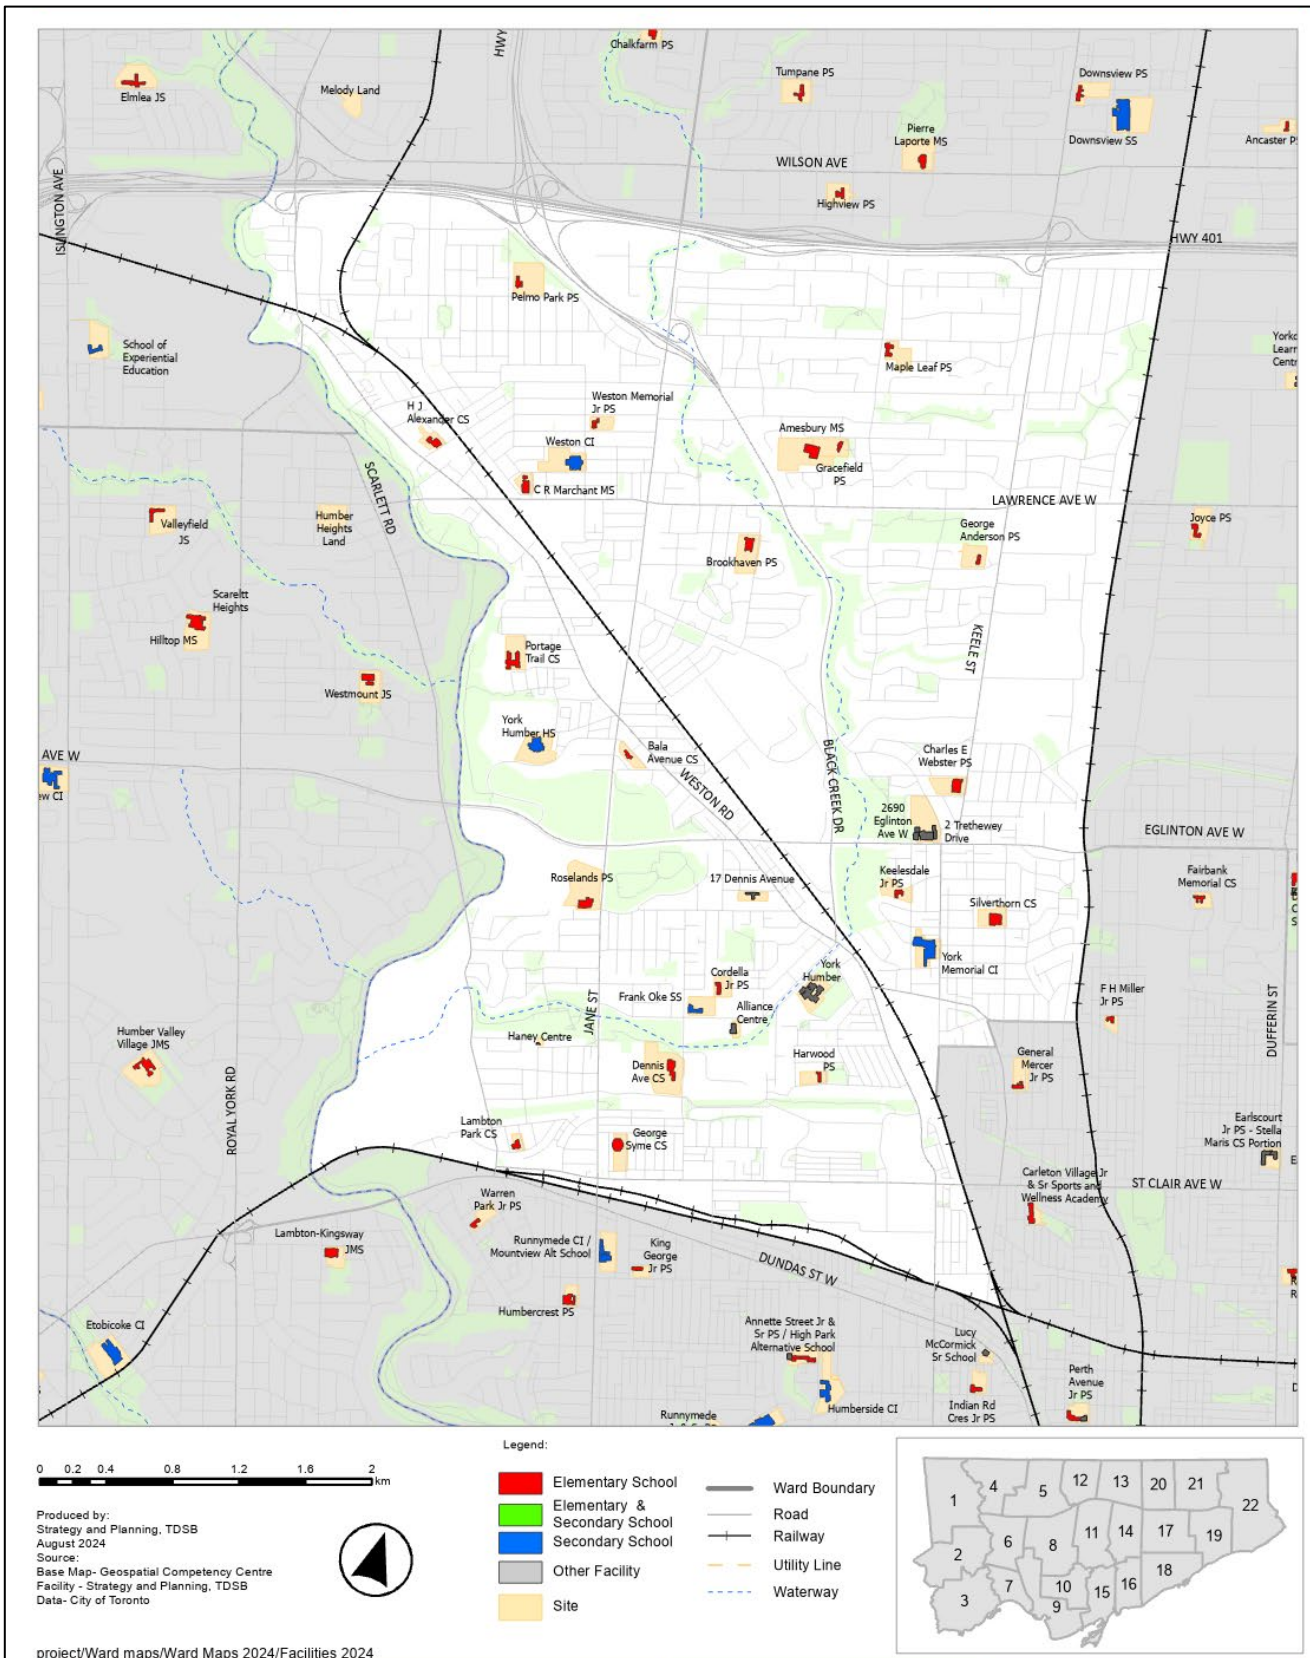 Chalkfarm PS
HWY
Tumpane PS
Downsview PS
Elmlea JS
Melody Land
Pierre
Laporte MS
Downsview SS
Ancaster P
WILSON AVE
ISLINGTON AVE
Highview PS
HWY 401
Pelmo Park PS
School of
Experiential
Education
Maple Leaf PS
Learn
Centr
Weston Memorial
Jr PS
H J
Alexander CS
Weston CI
Amesbury MS
Gracefield
PS
C R Marchant MS
SCARLETT RD
LAWRENCE AVE W
Humber
Heights
Land
Valleyfield
JS
George
Anderson PS
Joyce PS
Brookhaven PS
Scareltt
Heights
Hilltop MS
KEELE ST
Portage
Trail CS
Westmount JS
York
Humber HS
Bala
Avenue CS
AVE W
ew CI
WESTON RD
BLACK CREEK DR
Charles E
Webster PS
2690
Eglinton
Ave W
2 Trethewey
Drive
EGLINTON AVE W
Roselands PS
17 Dennis Avenue
Keelesdale
Jr PS
Fairbank
Memorial CS
Silverthorn CS
York
Memorial CI
Cordella
Jr PS
York
Humber
Frank Oke SS
Alliance
Centre
F H Miller
Jr PS
JANE ST
DUFFERIN ST
Humber Valley
Village JMS
Haney Centre
Dennis
Ave CS
Harwood
PS
General
Mercer
Jr PS
ROYAL YORK RD
Lambton
Park CS
George
Syme CS
Earlscourt
Jr PS - Stella
Maris CS Portion
Carleton Village Jr
& Sr Sports and
Wellness Academy
ST CLAIR AVE W
Warren
Park Jr PS
Lambton-Kingsway
JMS
Runnymede CI /
Mountview Alt School
King
George
Jr PS
DUNDAS ST W
Humbercrest PS
Etobicoke CI
Annette Street Jr &
Sr PS / High Park
Alternative School
Lucy
McCormick
Sr School
Perth
Avenue
Jr PS
Humberside CI
Indian Rd
Cres Jr PS
Runnymede
0 0.2 0.4 0.8 1.2 1.6 2
km
Produced by:
Strategy and Planning, TDSB
August 2024
Source:
Base Map- Geospatial Competency Centre
Facility - Strategy and Planning, TDSB
Data- City of Toronto
project/Ward maps/Ward Maps 2024/Facilities 2024
Legend:
Elementary School
Elementary &
Secondary School
Secondary School
Other Facility
Site
Ward Boundary
Road
Railway
Utility Line
Waterway
1 4 5 12 13 20 21 22
2 6 8 11 14 17 19
3 7 10 9 15 16 18